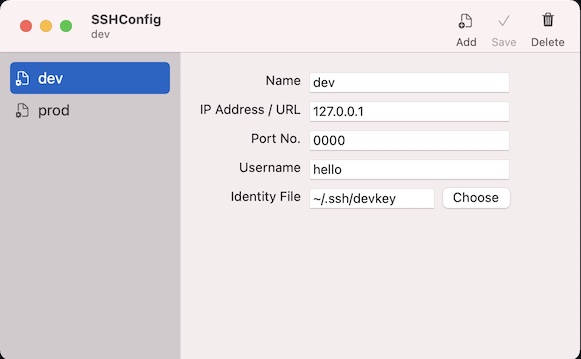 SSHConfig
dev
Add
Save
Delete
dev
prod
Name dev
IP Address / URL 127.0.0.1
Port No. 0000
Username hello
Identity File ~/.ssh/devkey Choose